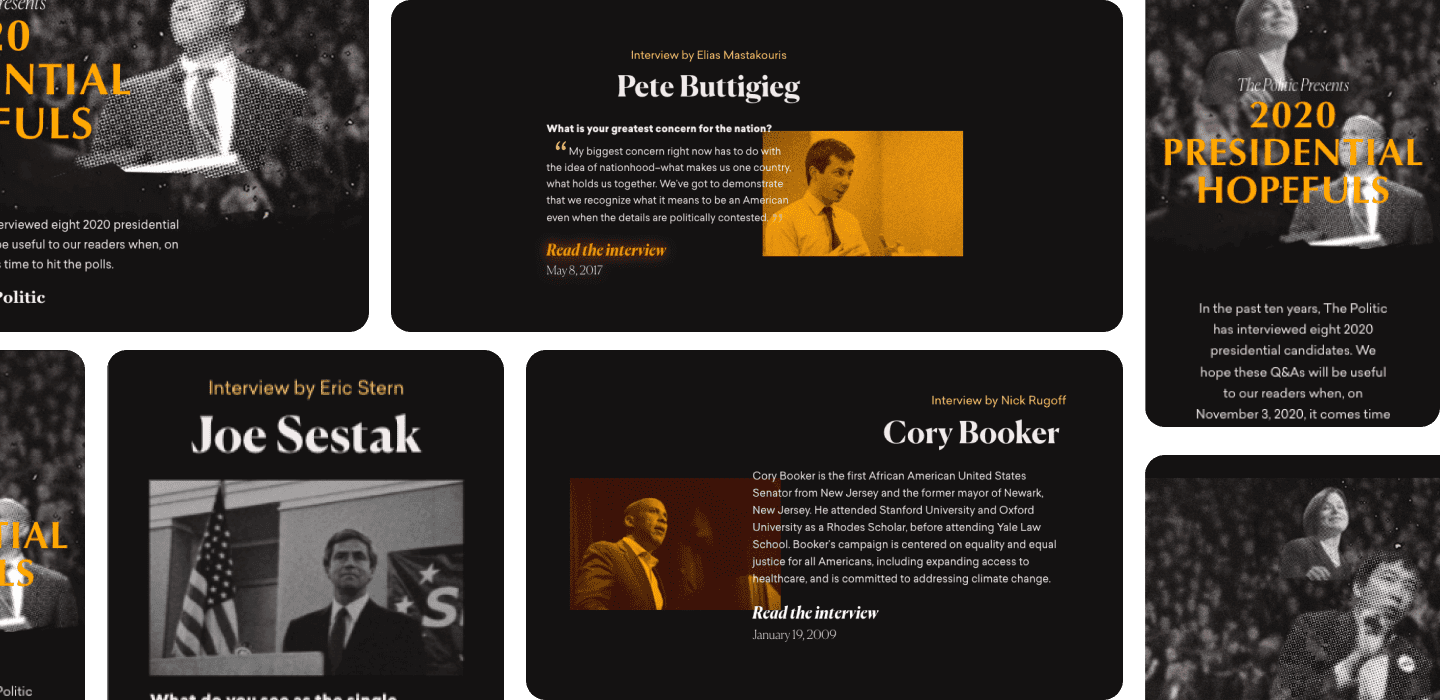 20
NTIAL
FULS
erviewed eight 2020 presidential
be useful to our readers when, on
s time to hit the polls.
Politic
Interview by Elias Mastakouris
Pete Buttigieg
What is your greatest concern for the nation?
“ My biggest concern right now has to do with
the idea of nationhood–what makes us one country,
what holds us together. We've got to demonstrate
that we recognize what it means to be an American
even when the details are politically contested. ”
Read the interview
May 8, 2017
The Politic Presents
2020
PRESIDENTIAL
HOPEFULS
In the past ten years, The Politic
has interviewed eight 2020
presidential candidates. We
hope these Q&As will be useful
to our readers when, on
November 3, 2020, it comes time
TIAL
LS
Politic
Interview by Eric Stern
Joe Sestak
What do you see as the single
Interview by Nick Rugoff
Cory Booker
Cory Booker is the first African American United States
Senator from New Jersey and the former mayor of Newark,
New Jersey. He attended Stanford University and Oxford
University as a Rhodes Scholar, before attending Yale Law
School. Booker's campaign is centered on equality and equal
justice for all Americans, including expanding access to
healthcare, and is committed to addressing climate change.
Read the interview
January 19, 2009